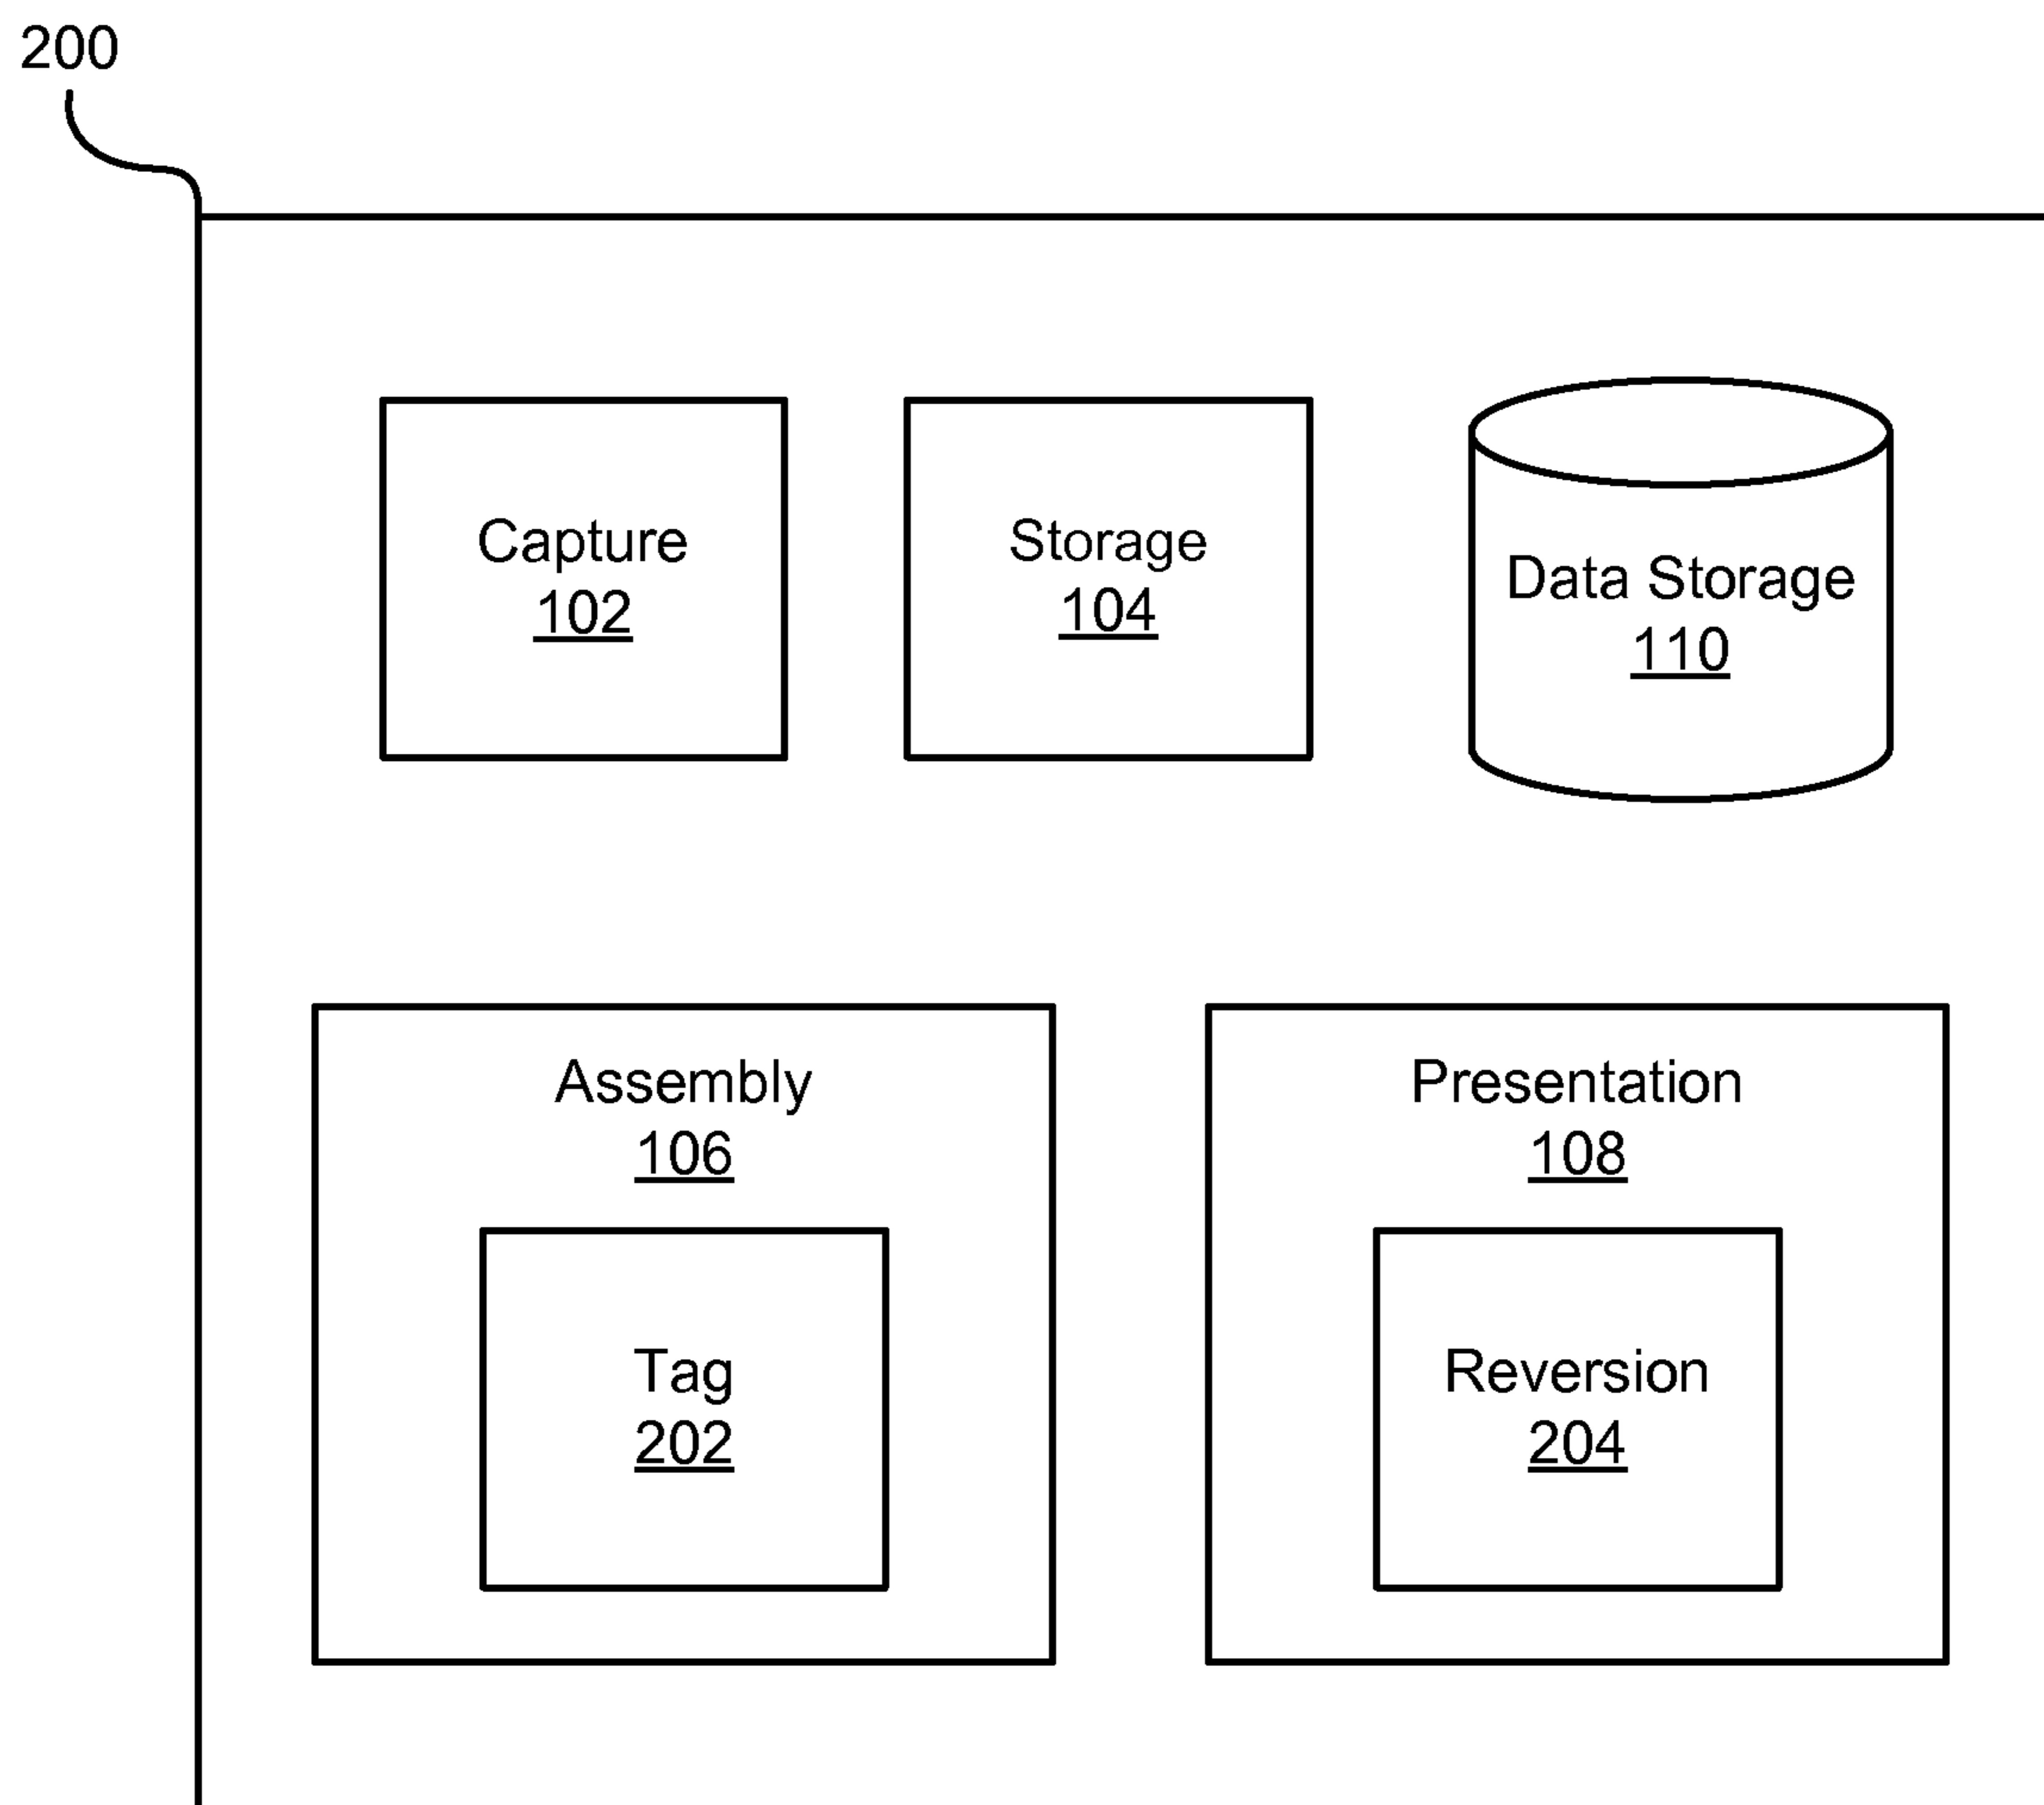 200
Capture
102
Storage
104
Data Storage
110
Assembly
106
Tag
202
Presentation
108
Reversion
204